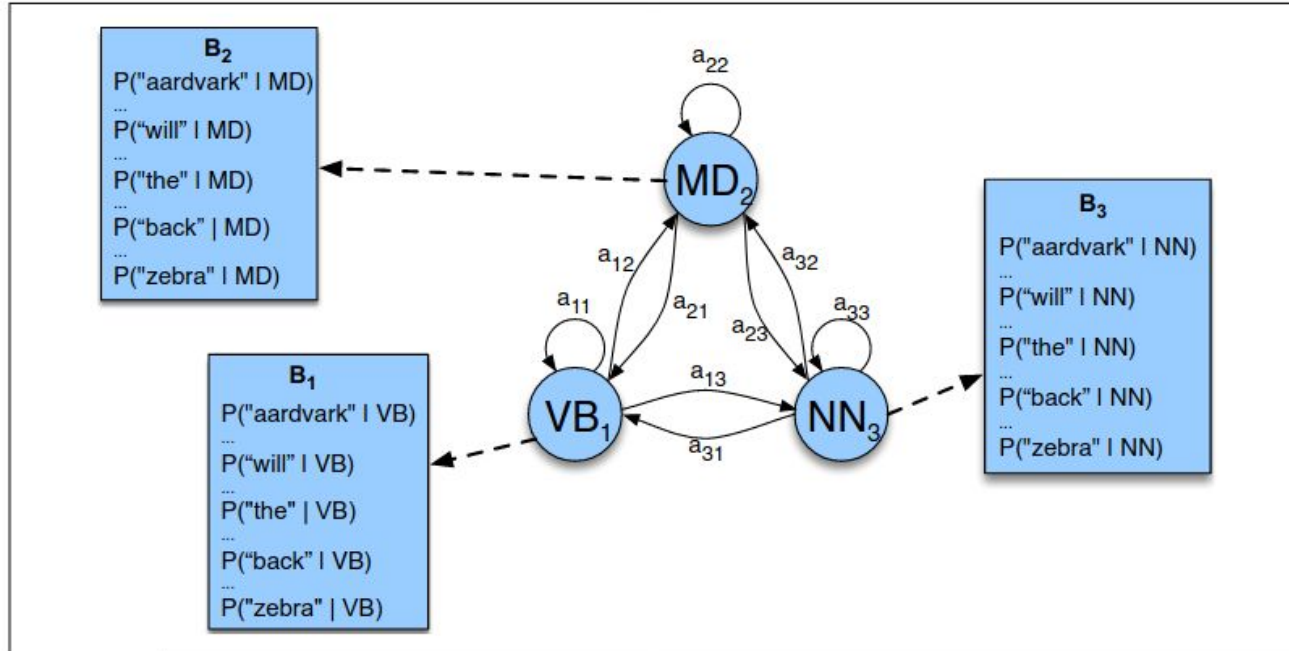 B2
P("aardvark" | MD)
...
P(“will” | MD)
...
P("the" | MD)
...
P(“back” | MD)
...
P("zebra" | MD)
a22
MD2
a12
a21
a32
a23
a11
a33
VB1
a13
a31
NN3
B1
P("aardvark" | VB)
...
P(“will” | VB)
...
P("the" | VB)
...
P(“back” | VB)
...
P("zebra" | VB)
B3
P("aardvark" | NN)
...
P(“will” | NN)
...
P("the" | NN)
...
P(“back” | NN)
...
P("zebra" | NN)